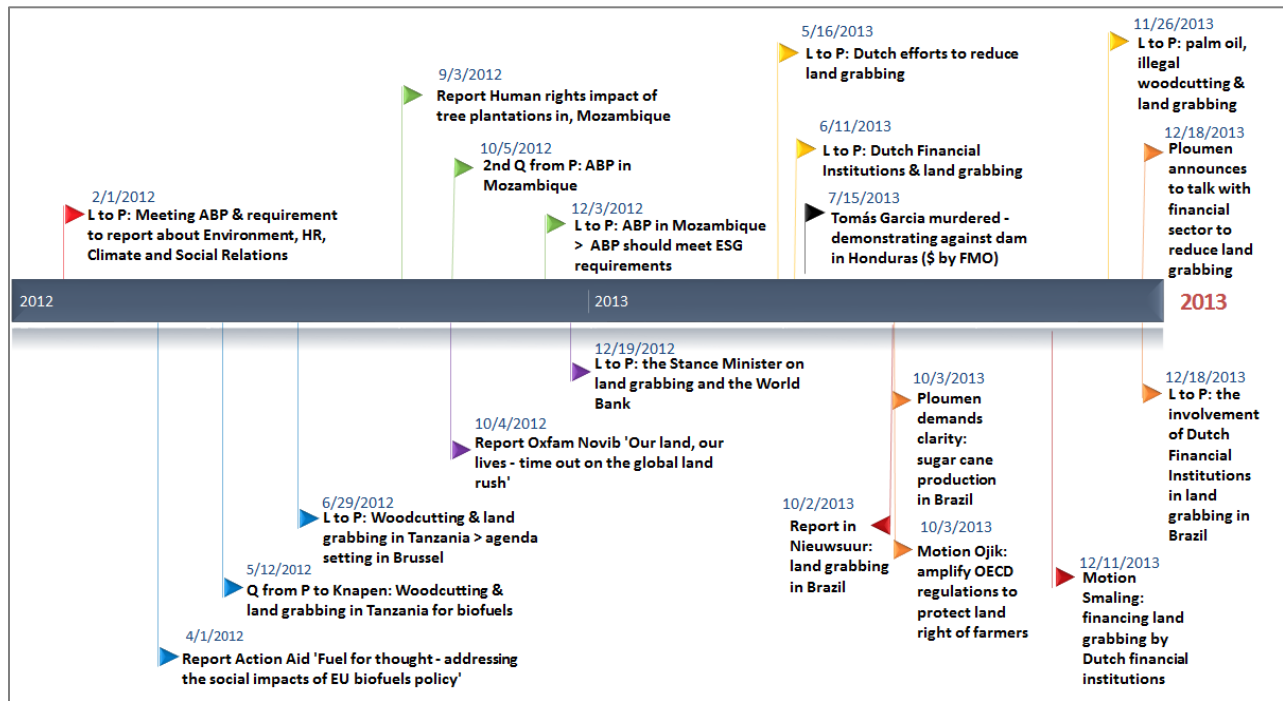 5/16/2013
L to P: Dutch efforts to reduce
land grabbing
11/26/2013
L to P: palm oil,
illegal
woodcutting &
land grabbing
9/3/2012
Report Human rights impact of
tree plantations in, Mozambique
6/11/2013
L to P: Dutch Financial
Institutions & land grabbing
12/18/2013
Ploumen
announces
to talk with
financial
sector to
reduce land
grabbing
10/5/2012
2nd Q from P: ABP in
Mozambique
2/1/2012
L to P: Meeting ABP & requirement
to report about Environment, HR,
Climate and Social Relations
12/3/2012
L to P: ABP in Mozambique
> ABP should meet ESG
requirements
7/15/2013
Tomás Garcia murdered -
demonstrating against dam
in Honduras ($ by FMO)
2012
2013
2013
12/19/2012
L to P: the Stance Minister on
land grabbing and the World
Bank
10/4/2012
Report Oxfam Novib 'Our land, our
lives - time out on the global land
rush'
6/29/2012
L to P: Woodcutting & land
grabbing in Tanzania > agenda
setting in Brussel
5/12/2012
Q from P to Knapen: Woodcutting &
land grabbing in Tanzania for biofuels
4/1/2012
Report Action Aid 'Fuel for thought - addressing
the social impacts of EU biofuels policy'
10/3/2013
Ploumen
demands
clarity:
sugar cane
production
in Brazil
10/2/2013
Report in
Nieuwsuur:
land grabbing
in Brazil
10/3/2013
Motion Ojik:
amplify OECD
regulations to
protect land
right of farmers
12/18/2013
L to P: the
involvement
of Dutch
Financial
Institutions
in land
grabbing in
Brazil
12/11/2013
Motion
Smaling:
financing land
grabbing by
Dutch financial
institutions